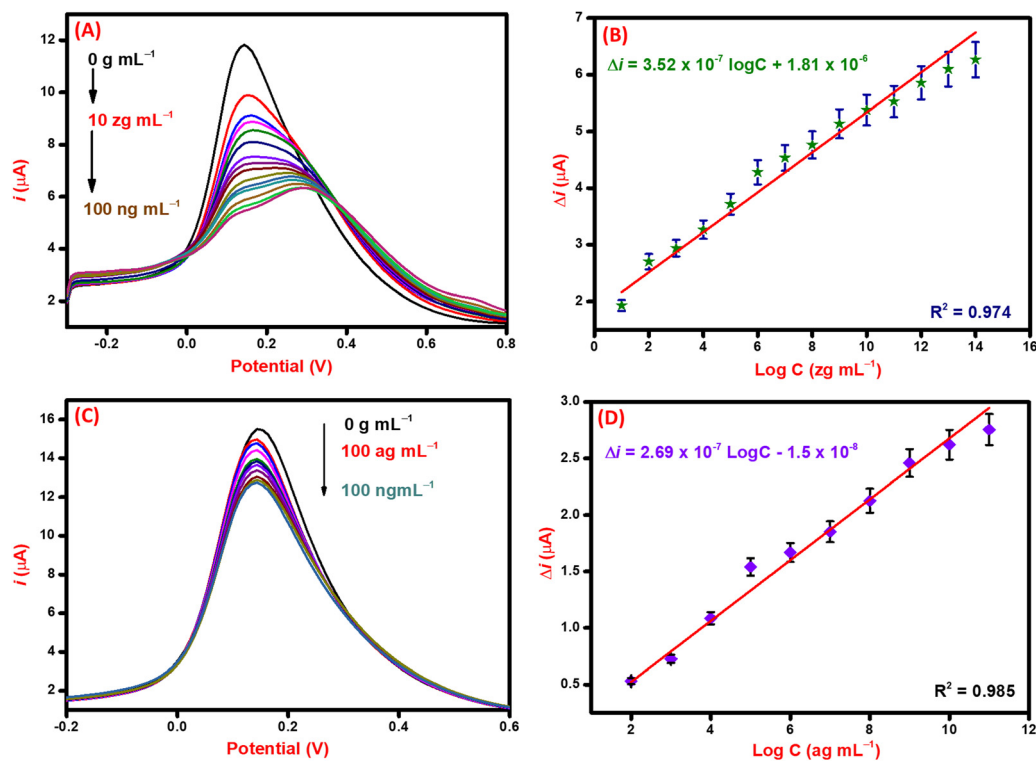 (A)
0 g mL⁻¹
10 zg mL⁻¹
100 ng mL⁻¹
i (µA)
12
10
8
6
4
2
-0.2
0.0
0.2
0.4
0.6
0.8
Potential (V)
(B)
Δi = 3.52 x 10⁻⁷ logC + 1.81 x 10⁻⁶
R² = 0.974
Δi (µA)
7
6
5
4
3
2
0
2
4
6
8
10
12
14
16
Log C (zg mL⁻¹)
(C)
0 g mL⁻¹
100 ag mL⁻¹
100 ngmL⁻¹
i (µA)
16
14
12
10
8
6
4
2
-0.2
0.0
0.2
0.4
0.6
Potential (V)
(D)
Δi = 2.69 x 10⁻⁷ LogC - 1.5 x 10⁻⁸
R² = 0.985
Δi (µA)
3.0
2.5
2.0
1.5
1.0
0.5
2
4
6
8
10
12
Log C (ag mL⁻¹)